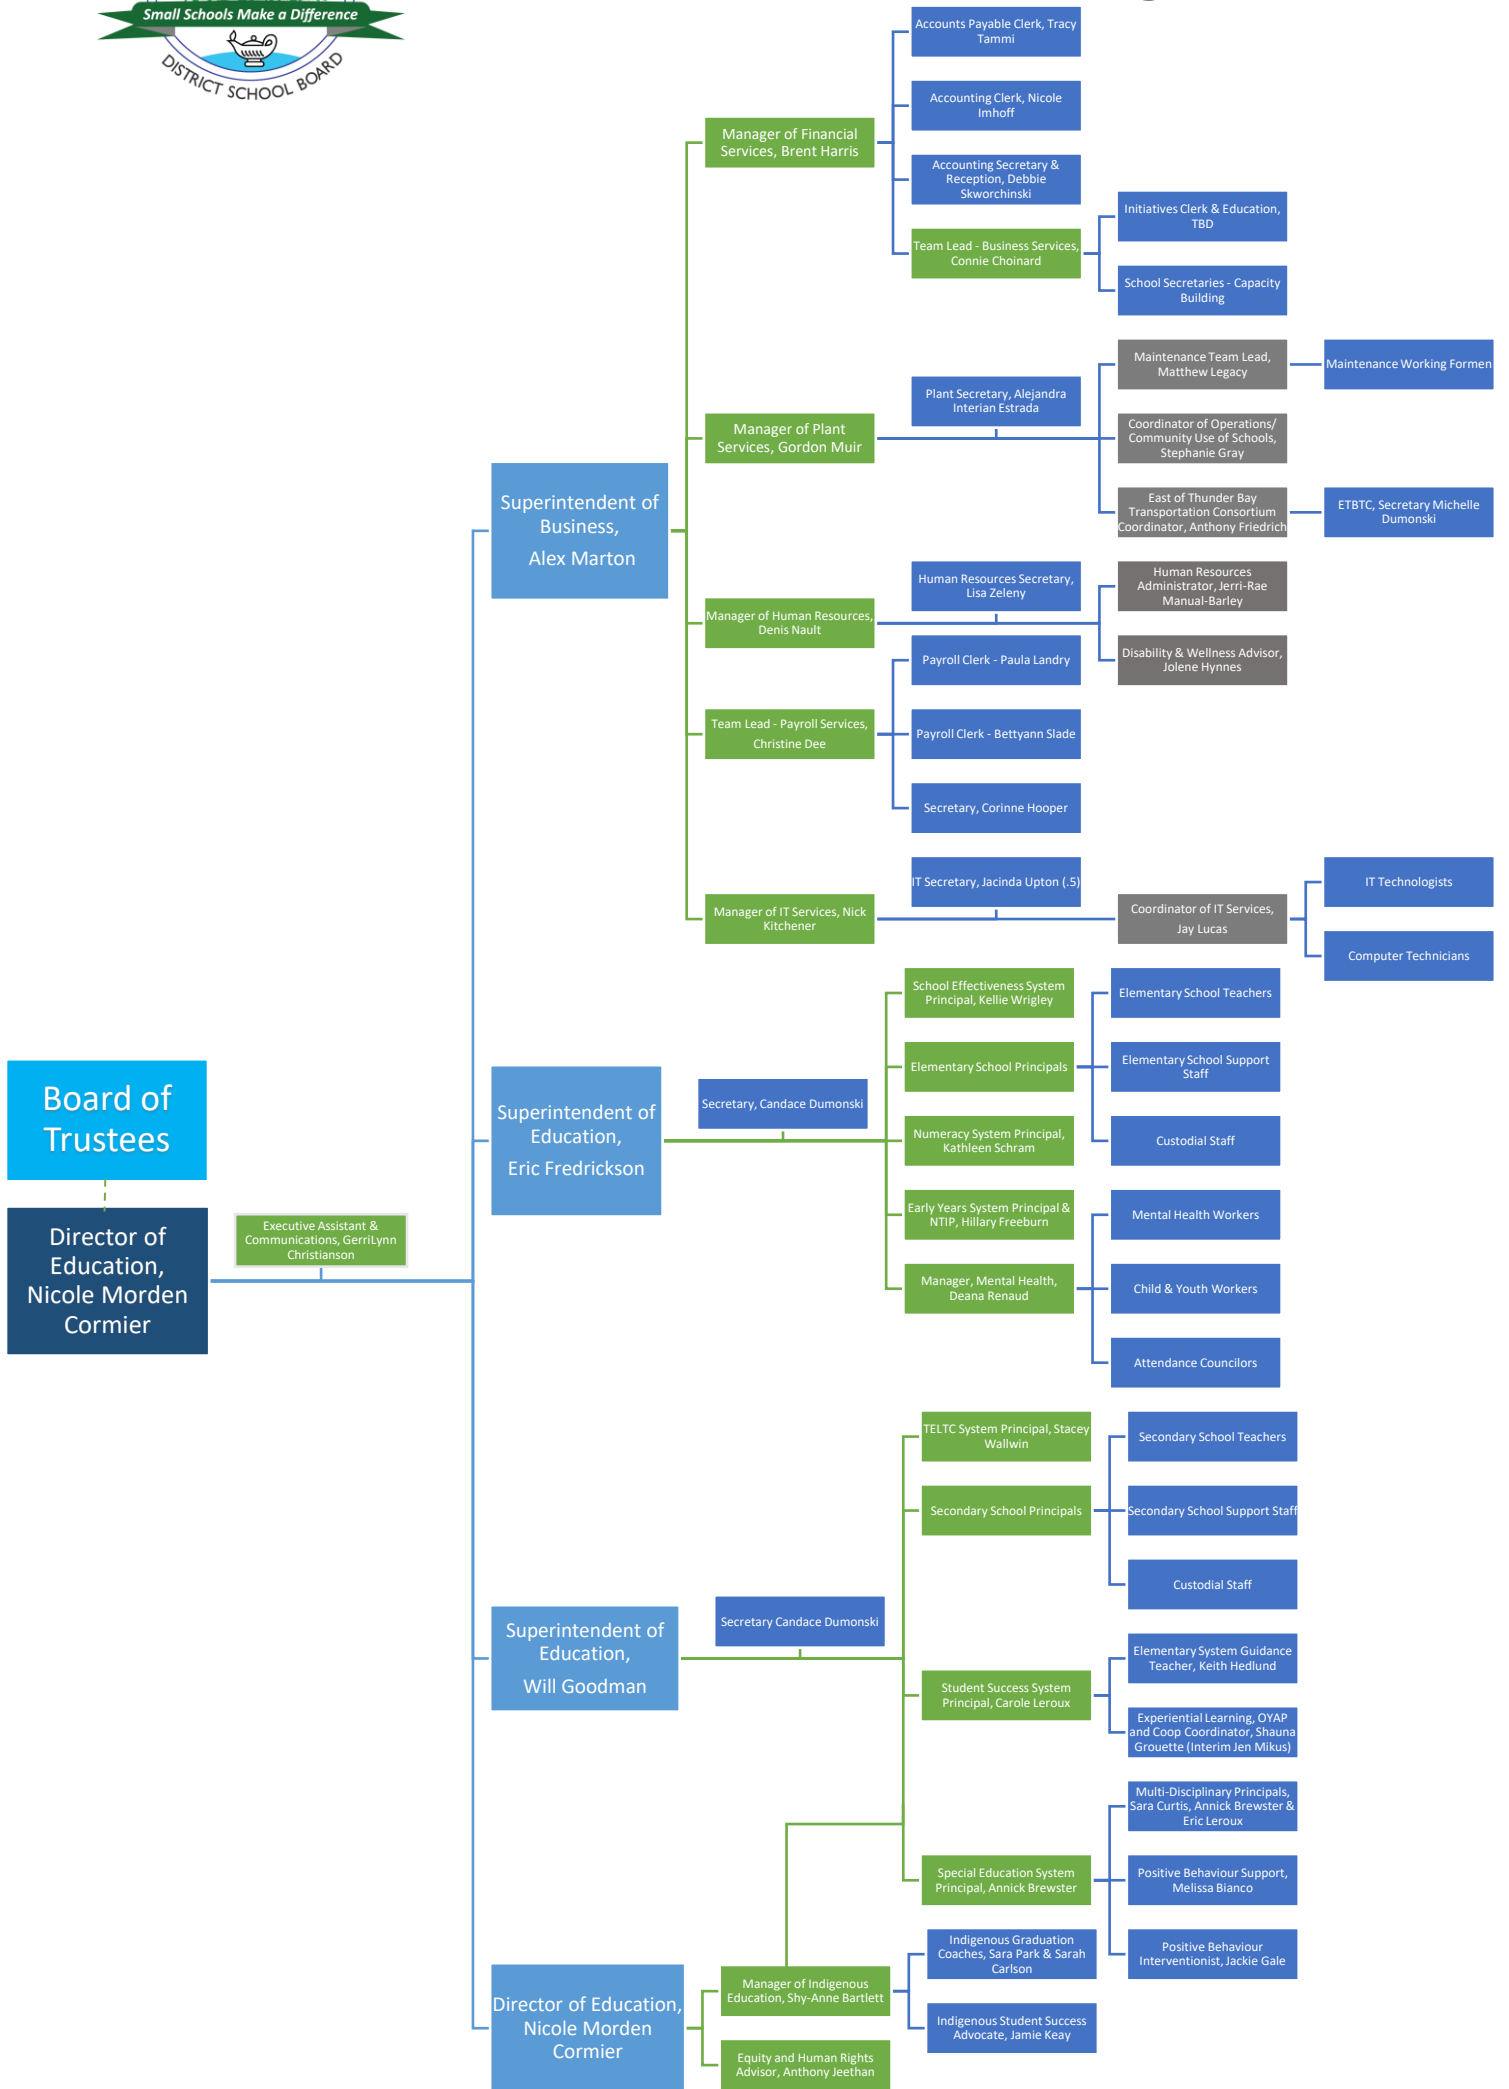 Small Schools Make a Difference
DISTRICT SCHOOL BOARD
Accounts Payable Clerk, Tracy
Tammi
Accounting Clerk, Nicole
Imhoff
Manager of Financial
Services, Brent Harris
Accounting Secretary &
Reception, Debbie
Skworchinski
Team Lead - Business Services,
Connie Choinard
Initiatives Clerk & Education,
TBD
School Secretaries - Capacity
Building
Superintendent of
Business,
Alex Marton
Manager of Plant
Services, Gordon Muir
Plant Secretary, Alejandra
Interian Estrada
Maintenance Team Lead,
Matthew Legacy
Maintenance Working Formen
Coordinator of Operations/
Community Use of Schools,
Stephanie Gray
East of Thunder Bay
Transportation Consortium
Coordinator, Anthony Friedrich
ETBTC, Secretary Michelle
Dumonski
Manager of Human Resources,
Denis Nault
Human Resources Secretary,
Lisa Zeleny
Human Resources
Administrator, Jerri-Rae
Manual-Barley
Disability & Wellness Advisor,
Jolene Hynnes
Team Lead - Payroll Services,
Christine Dee
Payroll Clerk - Paula Landry
Payroll Clerk - Bettyann Slade
Secretary, Corinne Hooper
Manager of IT Services, Nick
Kitchener
IT Secretary, Jacinda Upton (.5)
Coordinator of IT Services,
Jay Lucas
IT Technologists
Computer Technicians
Board of
Trustees
Director of
Education,
Nicole Morden
Cormier
Executive Assistant &
Communications, GerriLynn
Christianson
Superintendent of
Education,
Eric Fredrickson
Secretary, Candace Dumonski
School Effectiveness System
Principal, Kellie Wrigley
Elementary School Principals
Elementary School Teachers
Elementary School Support
Staff
Custodial Staff
Numeracy System Principal,
Kathleen Schram
Early Years System Principal &
NTIP, Hillary Freeburn
Manager, Mental Health,
Deana Renaud
Mental Health Workers
Child & Youth Workers
Attendance Councilors
Superintendent of
Education,
Will Goodman
Secretary Candace Dumonski
TELTC System Principal, Stacey
Wallwin
Secondary School Principals
Secondary School Teachers
Secondary School Support Staff
Custodial Staff
Student Success System
Principal, Carole Leroux
Elementary System Guidance
Teacher, Keith Hedlund
Experiential Learning, OYAP
and Coop Coordinator, Shauna
Grouette (Interim Jen Mikus)
Special Education System
Principal, Annick Brewster
Multi-Disciplinary Principals,
Sara Curtis, Annick Brewster &
Eric Leroux
Positive Behaviour Support,
Melissa Bianco
Positive Behaviour
Interventionist, Jackie Gale
Director of Education,
Nicole Morden
Cormier
Manager of Indigenous
Education, Shy-Anne Bartlett
Indigenous Graduation
Coaches, Sara Park & Sarah
Carlson
Indigenous Student Success
Advocate, Jamie Keay
Equity and Human Rights
Advisor, Anthony Jeethan